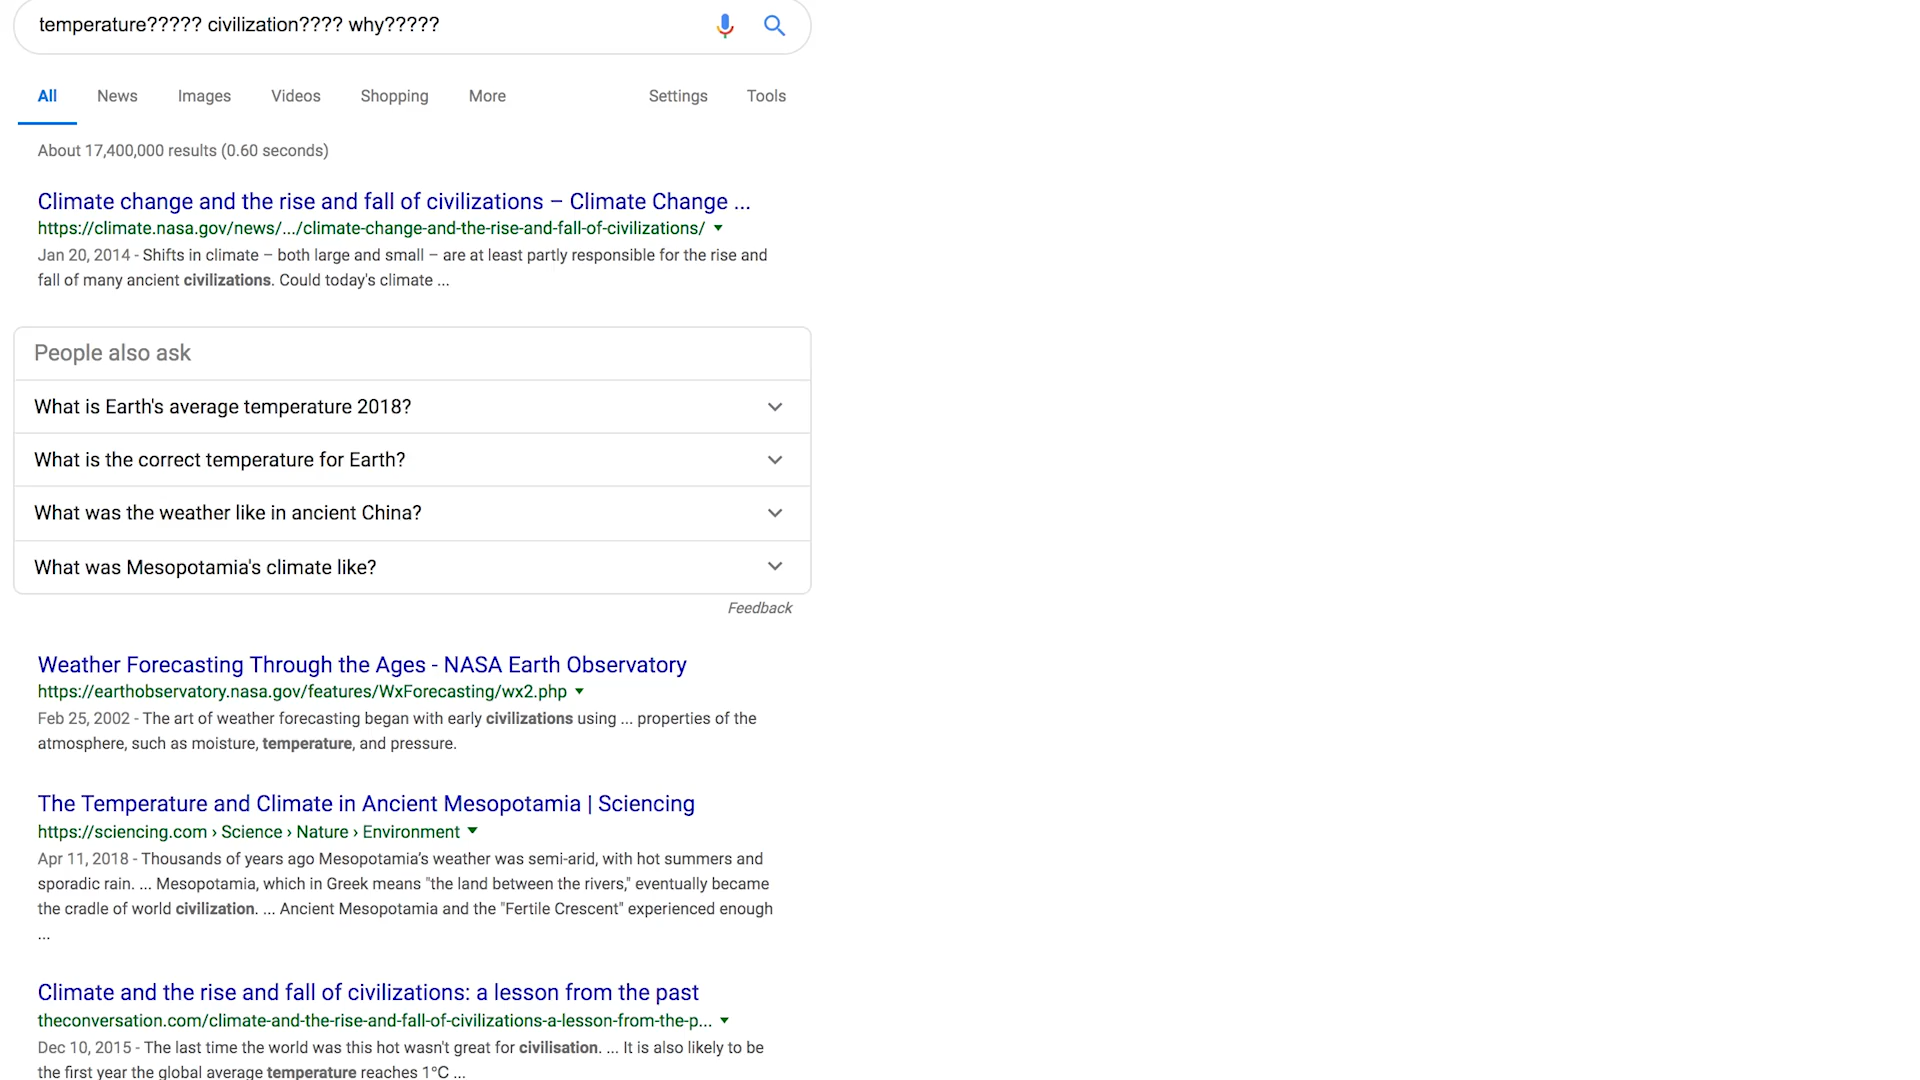 temperature????? civilization???? why?????
All News Images Videos Shopping More Settings Tools
About 17,400,000 results (0.60 seconds)
Climate change and the rise and fall of civilizations – Climate Change ...
https://climate.nasa.gov/news/.../climate-change-and-the-rise-and-fall-of-civilizations/
Jan 20, 2014 - Shifts in climate – both large and small – are at least partly responsible for the rise and
fall of many ancient civilizations. Could today's climate ...
People also ask
What is Earth's average temperature 2018?
What is the correct temperature for Earth?
What was the weather like in ancient China?
What was Mesopotamia's climate like?
Feedback
Weather Forecasting Through the Ages - NASA Earth Observatory
https://earthobservatory.nasa.gov/features/WxForecasting/wx2.php
Feb 25, 2002 - The art of weather forecasting began with early civilizations using ... properties of the
atmosphere, such as moisture, temperature, and pressure.
The Temperature and Climate in Ancient Mesopotamia | Sciencing
https://sciencing.com › Science › Nature › Environment
Apr 11, 2018 - Thousands of years ago Mesopotamia's weather was semi-arid, with hot summers and
sporadic rain. ... Mesopotamia, which in Greek means "the land between the rivers," eventually became
the cradle of world civilization. ... Ancient Mesopotamia and the "Fertile Crescent" experienced enough
...
Climate and the rise and fall of civilizations: a lesson from the past
theconversation.com/climate-and-the-rise-and-fall-of-civilizations-a-lesson-from-the-p...
Dec 10, 2015 - The last time the world was this hot wasn't great for civilisation. ... It is also likely to be
the first year the global average temperature reaches 1°C ...